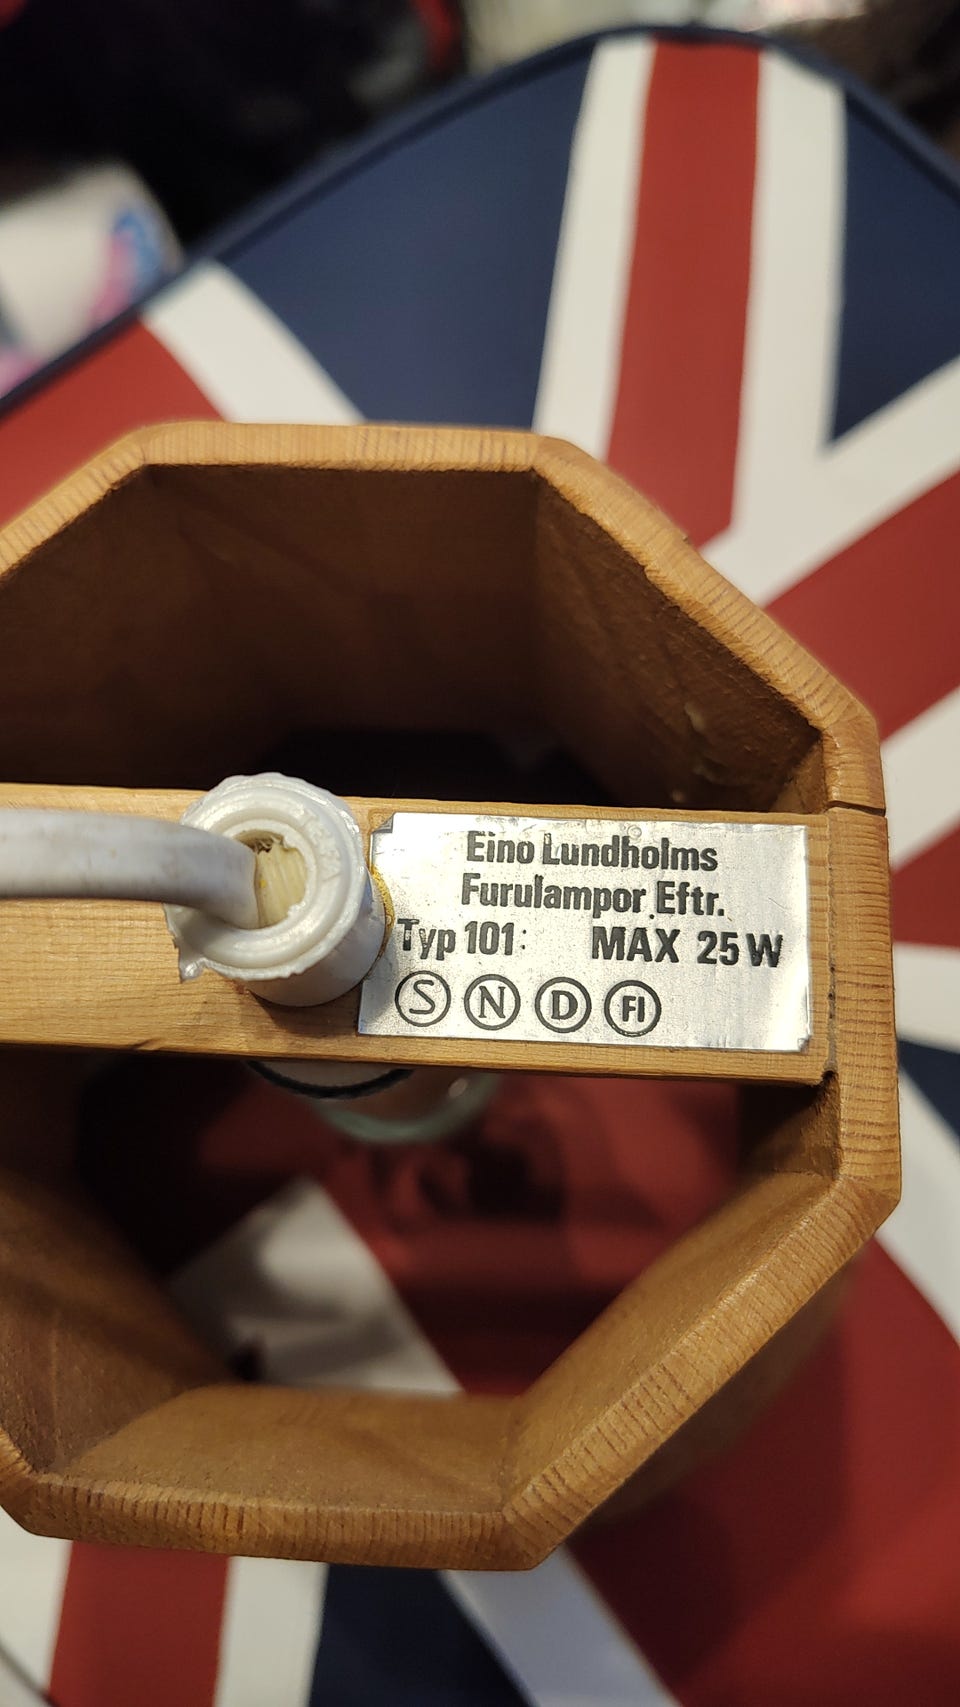 Eino Lundholms
Furulampor Eftr.
Typ 101: MAX 25 W
S N D FI